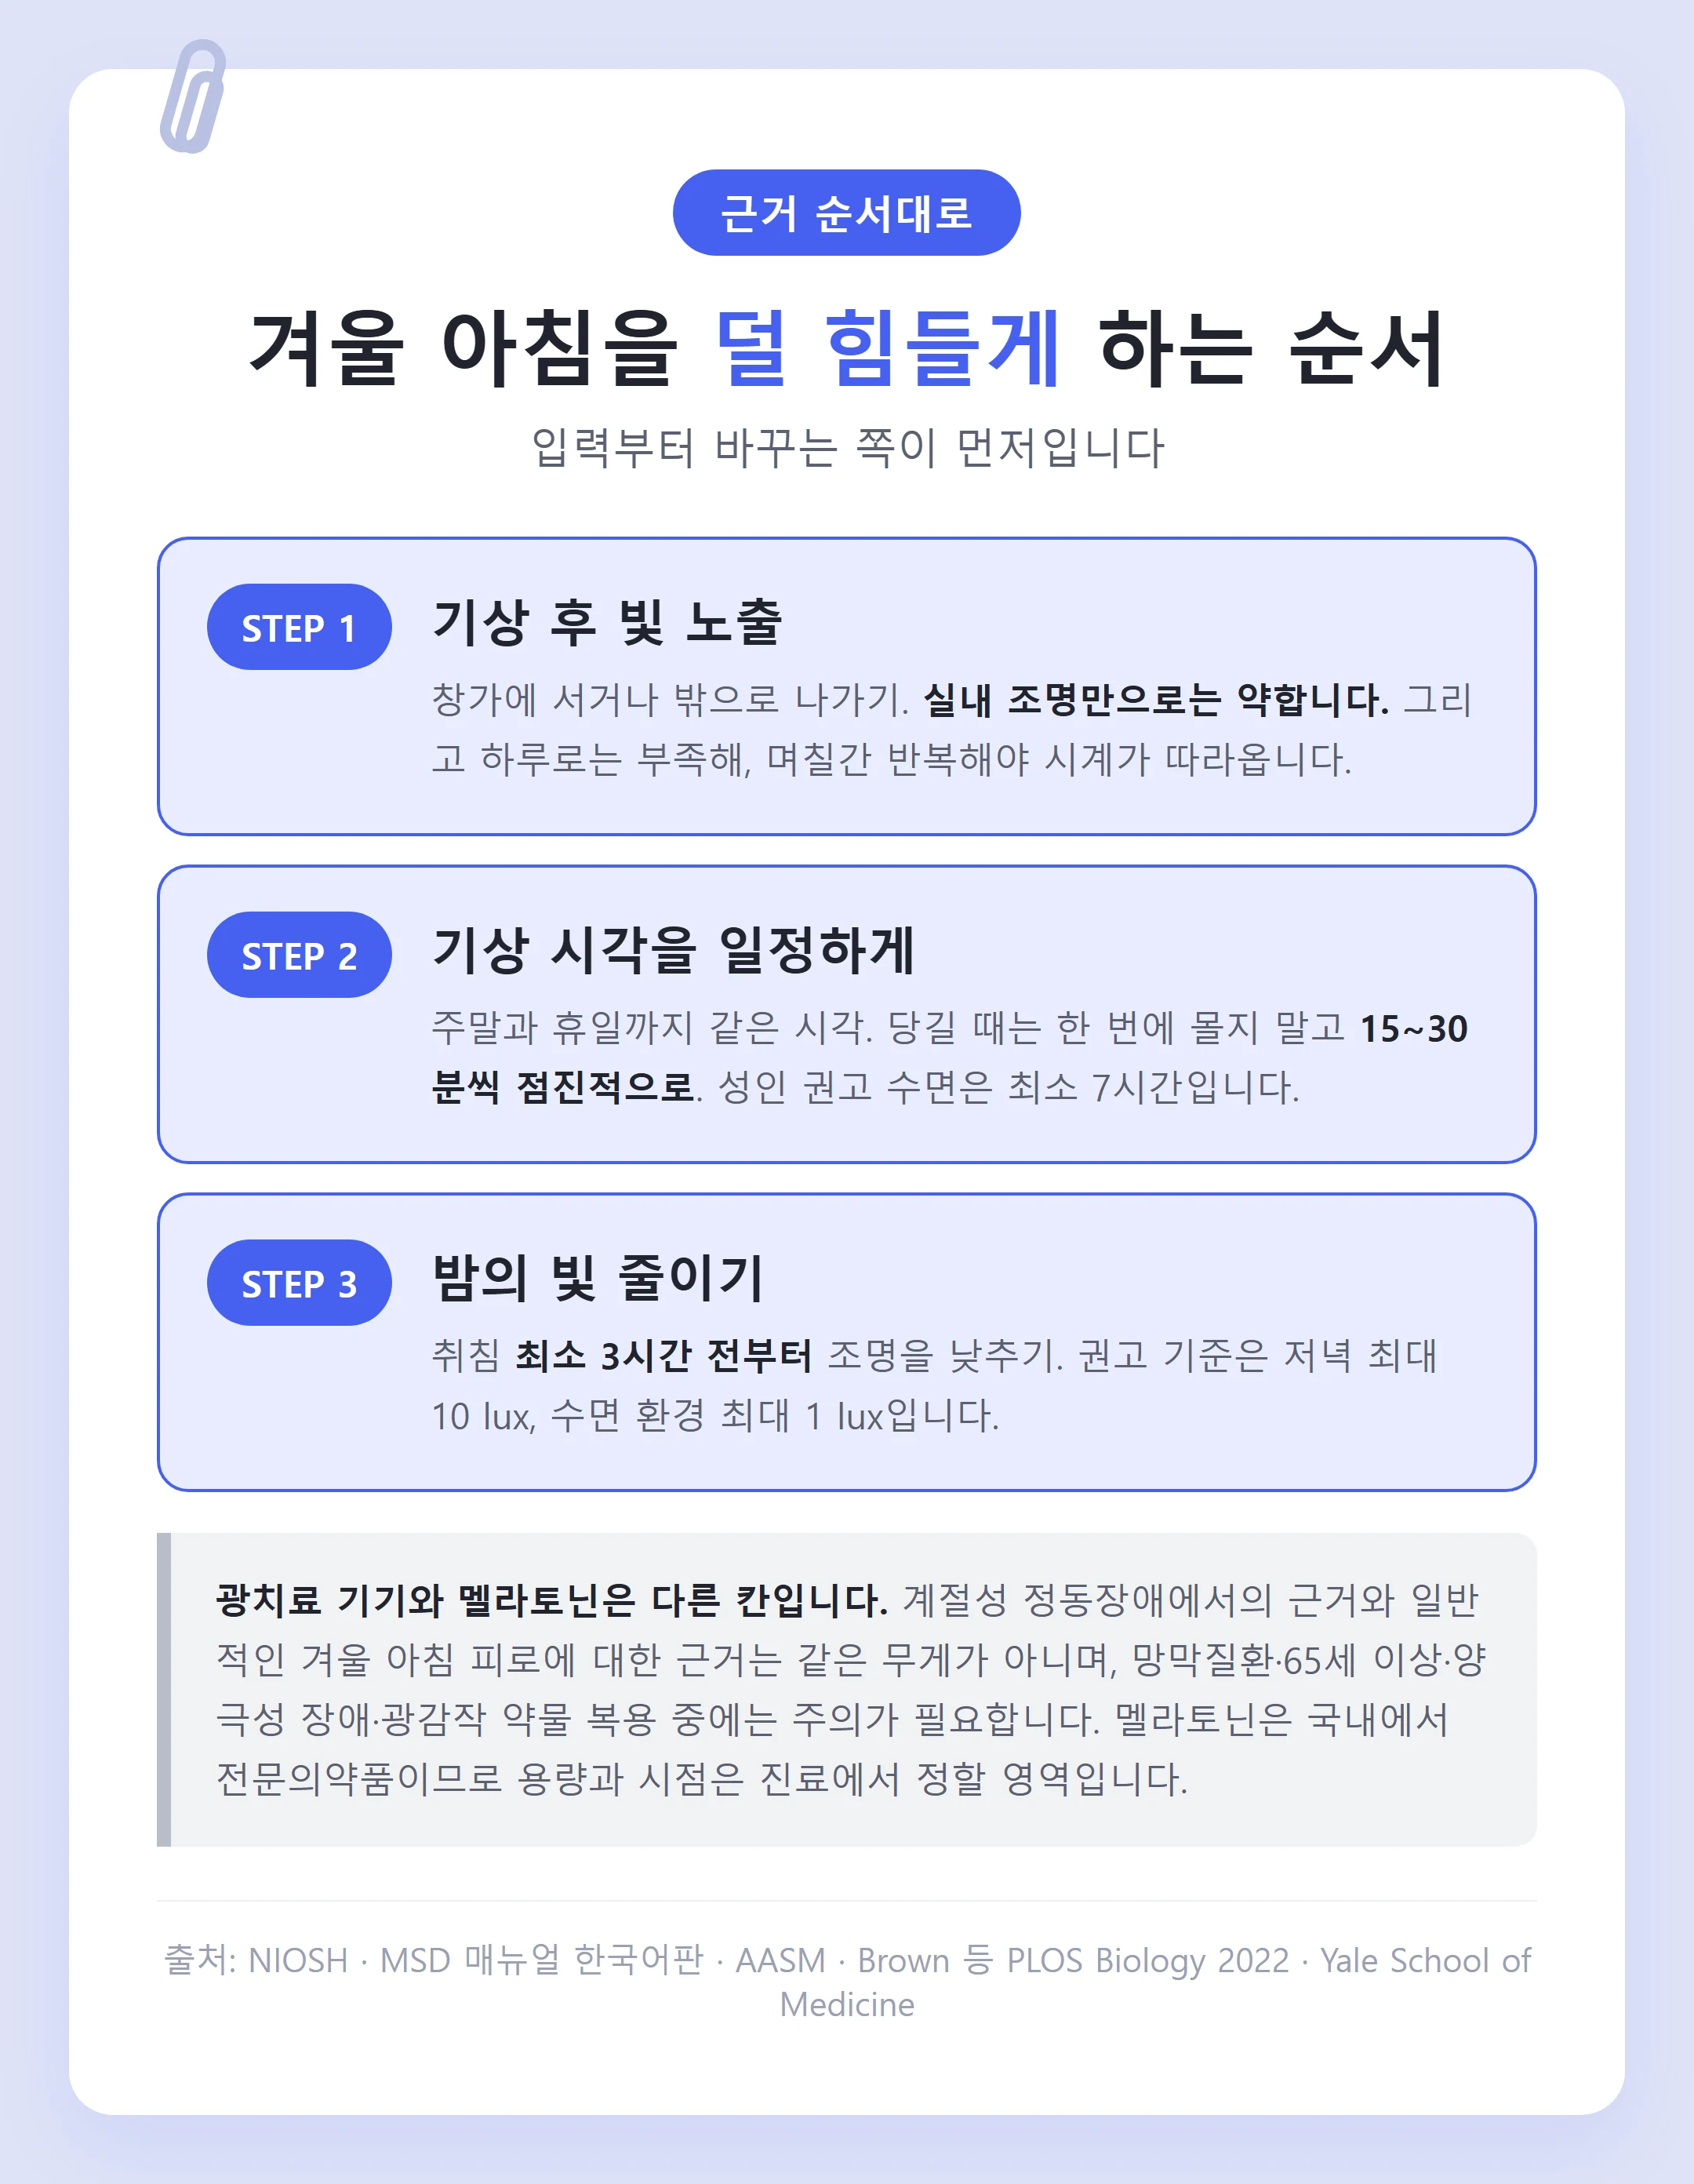 근거 순서대로
겨울 아침을 덜 힘들게 하는 순서
입력부터 바꾸는 쪽이 먼저입니다
STEP 1
기상 후 빛 노출
창가에 서거나 밖으로 나가기. 실내 조명만으로는 약합니다. 그리
고 하루로는 부족해, 며칠간 반복해야 시계가 따라옵니다.
STEP 2
기상 시각을 일정하게
주말과 휴일까지 같은 시각. 당길 때는 한 번에 몰지 말고 15~30
분씩 점진적으로. 성인 권고 수면은 최소 7시간입니다.
STEP 3
밤의 빛 줄이기
취침 최소 3시간 전부터 조명을 낮추기. 권고 기준은 저녁 최대
10 lux, 수면 환경 최대 1 lux입니다.
광치료 기기와 멜라토닌은 다른 칸입니다. 계절성 정동장애에서의 근거와 일반
적인 겨울 아침 피로에 대한 근거는 같은 무게가 아니며, 망막질환·65세 이상·양
극성 장애·광감작 약물 복용 중에는 주의가 필요합니다. 멜라토닌은 국내에서
전문의약품이므로 용량과 시점은 진료에서 정할 영역입니다.
출처: NIOSH · MSD 매뉴얼 한국어판 · AASM · Brown 등 PLOS Biology 2022 · Yale School of
Medicine